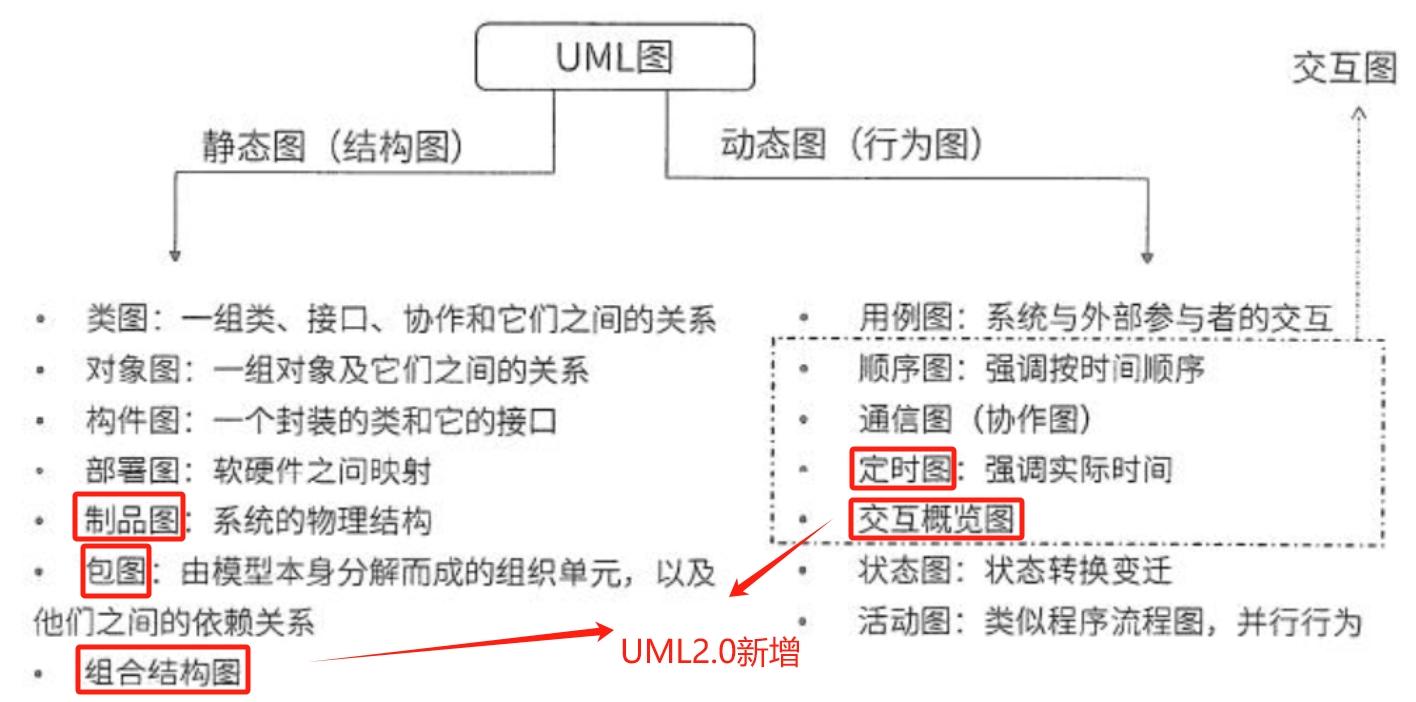 UML图
交互图
静态图（结构图）
动态图（行为图）
• 类图：一组类、接口、协作和它们之间的关系
• 对象图：一组对象及它们之间的关系
• 构件图：一个封装的类和它的接口
• 部署图：软硬件之问映射
• 制品图：系统的物理结构
• 包图：由模型本身分解而成的组织单元，以及
他们之间的依赖关系
• 组合结构图
• 用例图：系统与外部参与者的交互
• 顺序图：强调按时间顺序
• 通信图（协作图）
• 定时图：强调实际时间
• 交互概览图
• 状态图：状态转换变迁
• 活动图：类似程序流程图，并行行为
UML2.0新增